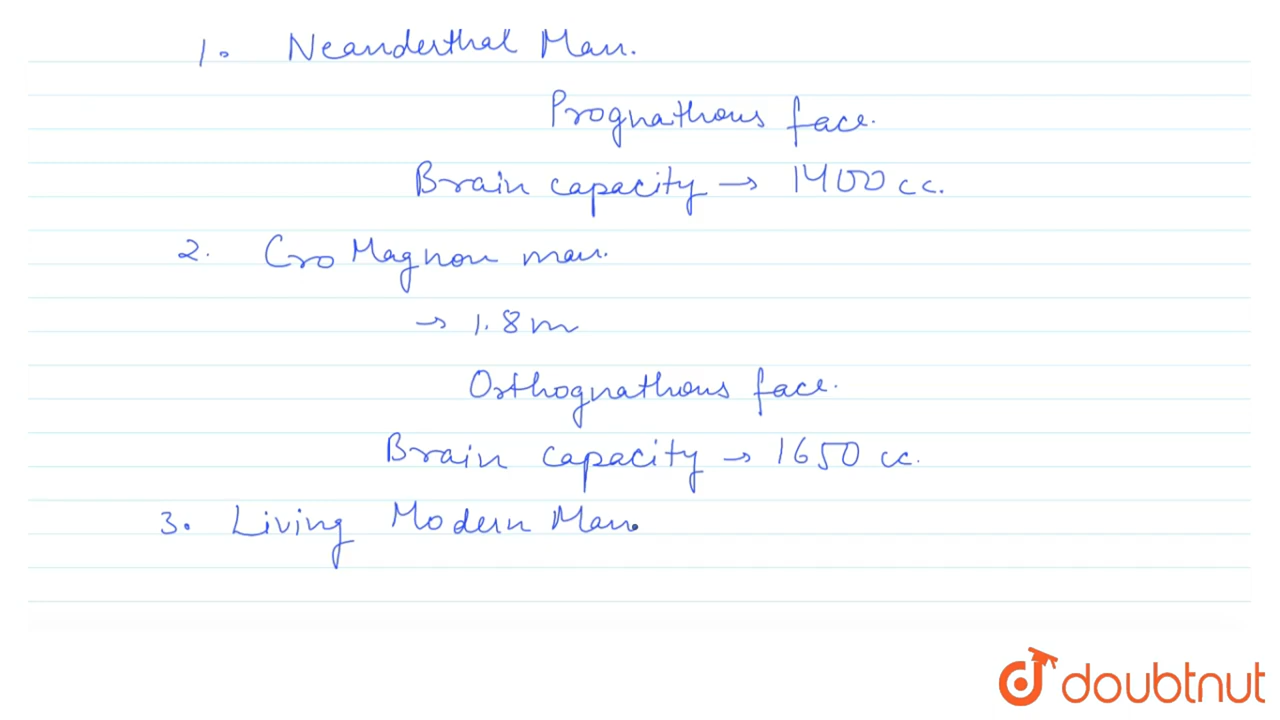 1. Neanderthal Man.
Prognathous face.
Brain capacity → 1400 cc.
2. Cro Magnon man.
→ 1.8 m
Orthognathous face.
Brain capacity → 1650 cc.
3. Living Modern Man
doubtnut